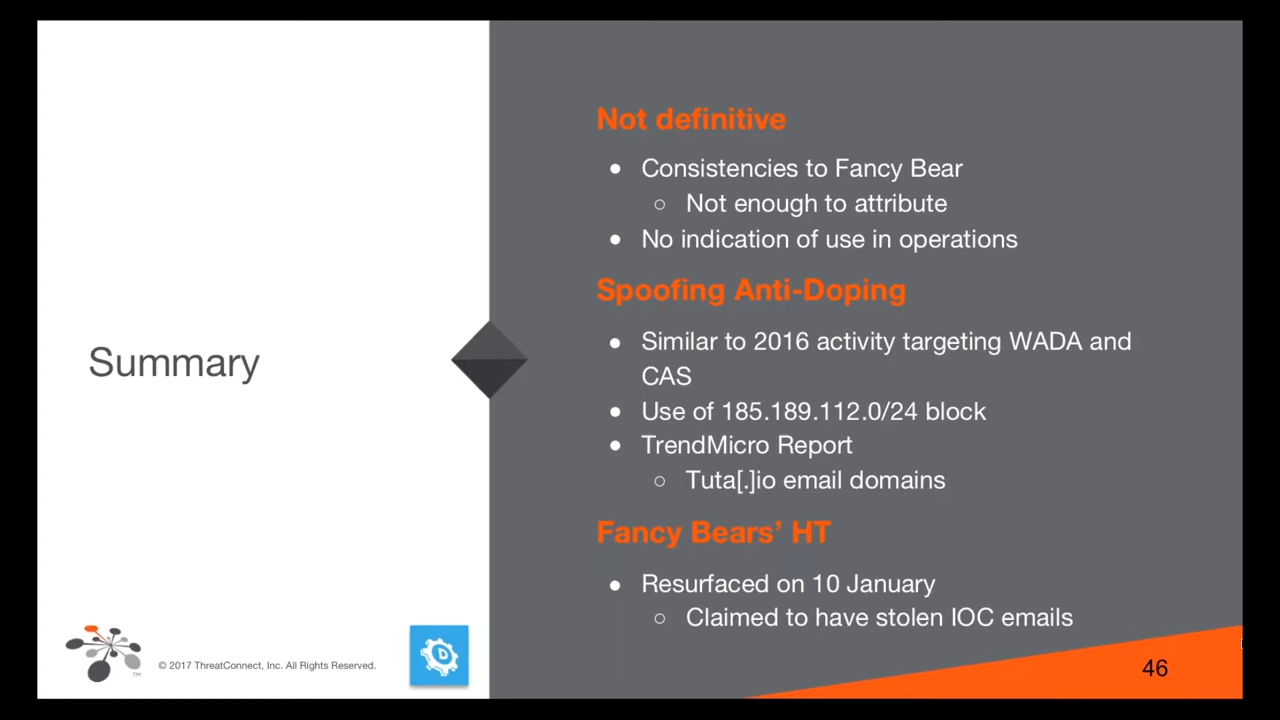 Summary
Not definitive
● Consistencies to Fancy Bear
○ Not enough to attribute
● No indication of use in operations
Spoofing Anti-Doping
● Similar to 2016 activity targeting WADA and
CAS
● Use of 185.189.112.0/24 block
● TrendMicro Report
○ Tuta[.]io email domains
Fancy Bears’ HT
● Resurfaced on 10 January
○ Claimed to have stolen IOC emails
TM
© 2017 ThreatConnect, Inc. All Rights Reserved.
D
46